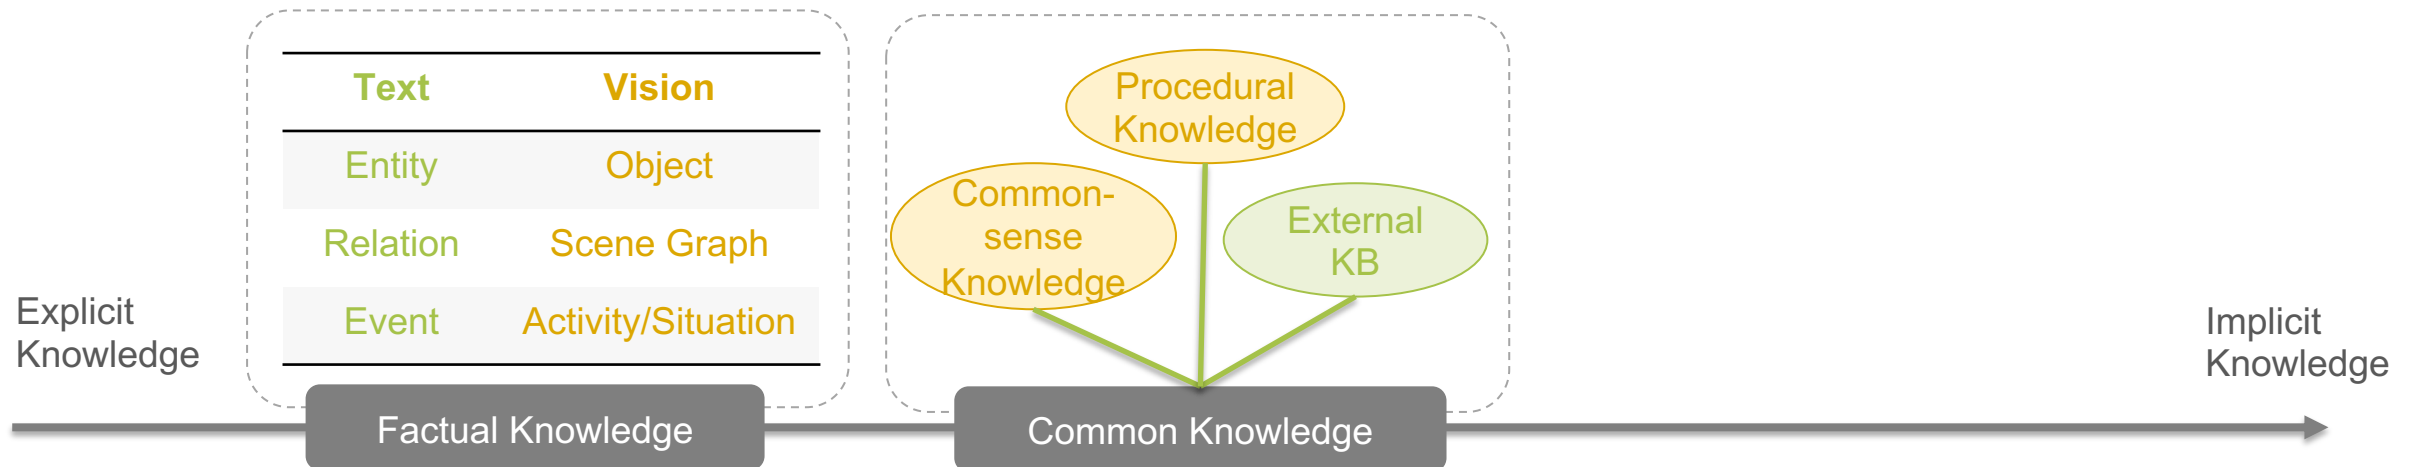 Text Vision
Entity Object
Relation Scene Graph
Event Activity/Situation
Explicit
Knowledge
Factual Knowledge
Procedural
Knowledge
Common-
sense
Knowledge
External
KB
Common Knowledge
Implicit
Knowledge